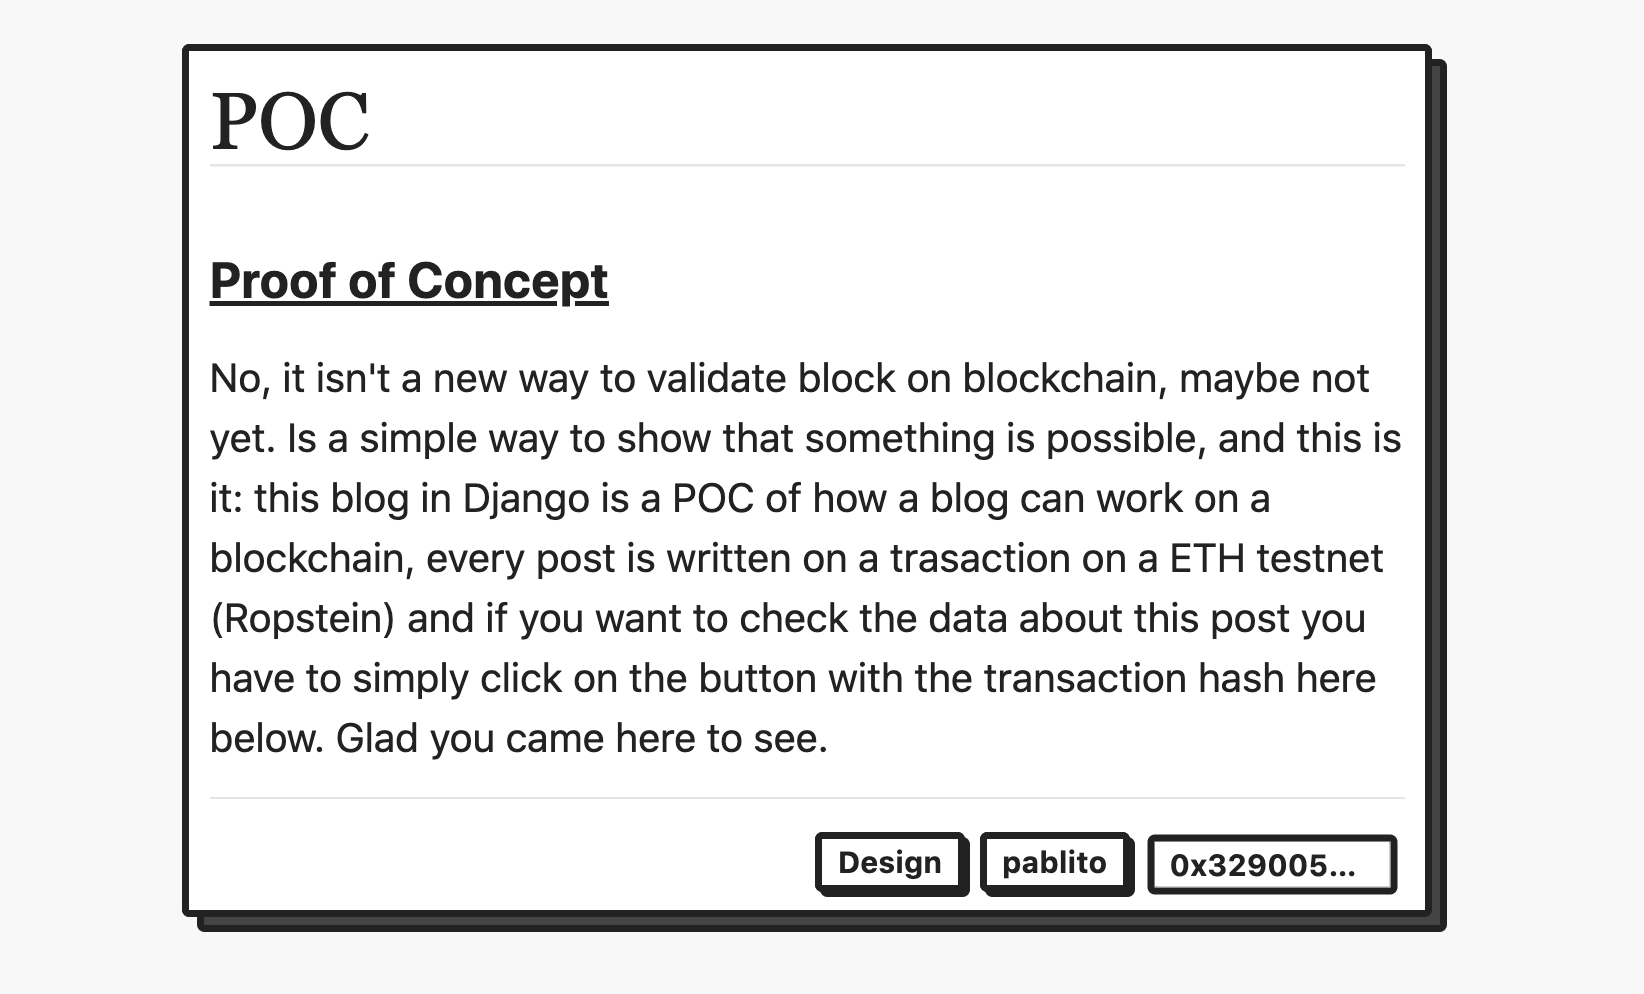 POC
Proof of Concept
No, it isn't a new way to validate block on blockchain, maybe not
yet. Is a simple way to show that something is possible, and this is
it: this blog in Django is a POC of how a blog can work on a
blockchain, every post is written on a trasaction on a ETH testnet
(Ropstein) and if you want to check the data about this post you
have to simply click on the button with the transaction hash here
below. Glad you came here to see.
Design pablito 0x329005...